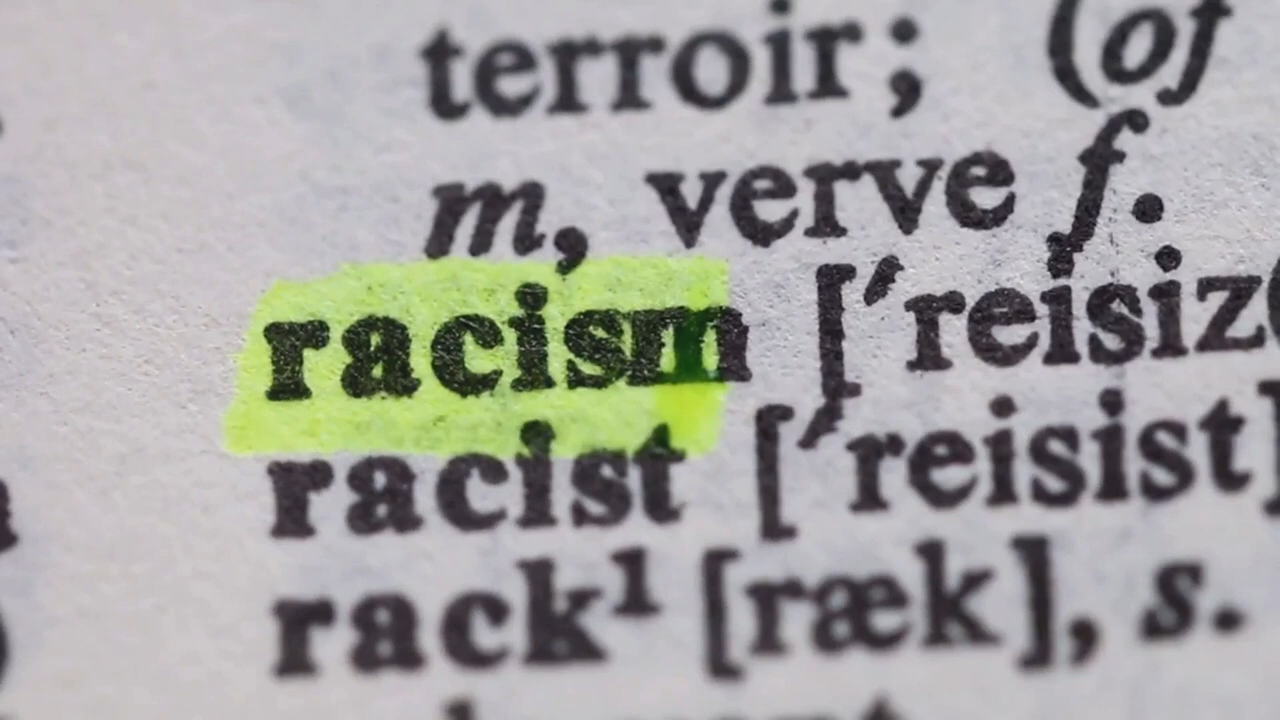 terroir; (of
m, verve f.
racism ['reisiz(
racist ['reisist]
rack¹ [ræk], s.